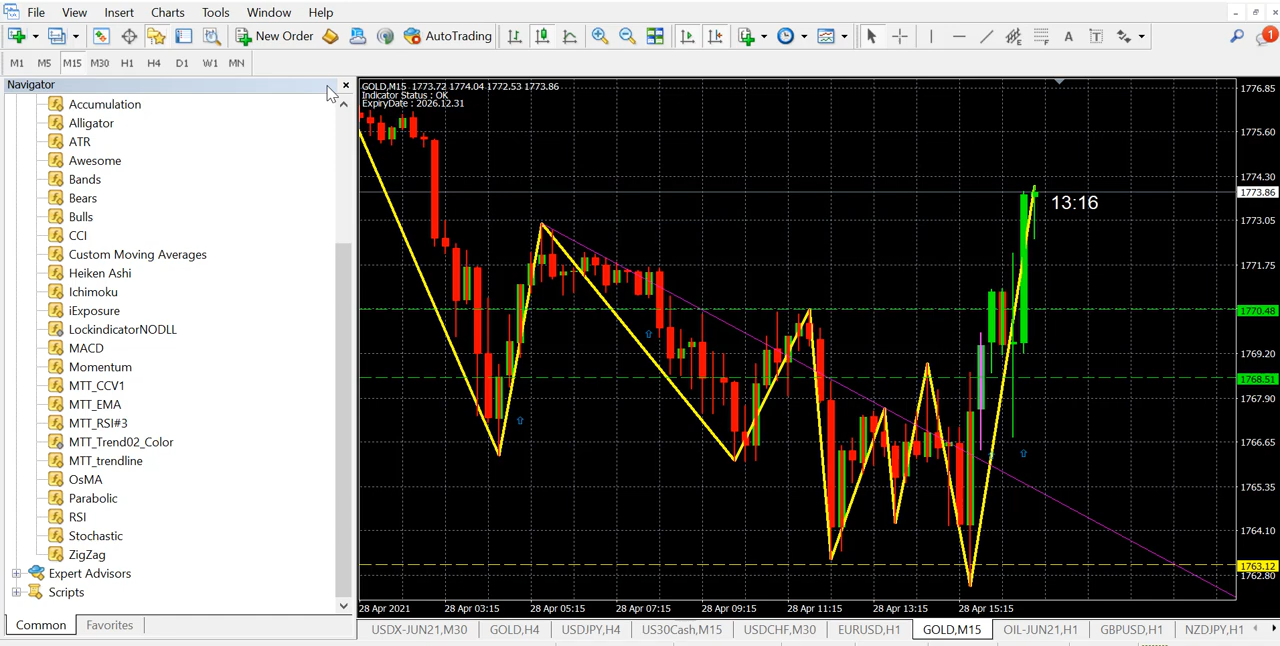 File View Insert Charts Tools Window Help
New Order AutoTrading A T E F 1
M1 M5 M15 M30 H1 H4 D1 W1 MN
Navigator
Accumulation
Alligator
ATR
Awesome
Bands
Bears
Bulls
CCI
Custom Moving Averages
Heiken Ashi
Ichimoku
iExposure
LockindicatorNODLL
MACD
Momentum
MTT_CCV1
MTT_EMA
MTT_RSI#3
MTT_Trend02_Color
MTT_trendline
OsMA
Parabolic
RSI
Stochastic
ZigZag
Expert Advisors
Scripts
Common Favorites
GOLD,M15 1773.72 1774.04 1772.53 1773.86
Indicator Status : OK
ExpiryDate : 2026.12.31
13:16
1776.85
1775.60
1774.30
1773.86
1773.05
1771.75
1770.48
1769.20
1768.51
1767.90
1766.65
1765.35
1764.10
1763.12
1762.80
28 Apr 2021 28 Apr 03:15 28 Apr 05:15 28 Apr 07:15 28 Apr 09:15 28 Apr 11:15 28 Apr 13:15 28 Apr 15:15
USDX-JUN21,M30 GOLD,H4 USDJPY,H4 US30Cash,M15 USDCHF,M30 EURUSD,H1 GOLD,M15 OIL-JUN21,H1 GBPUSD,H1 NZDJPY,H1